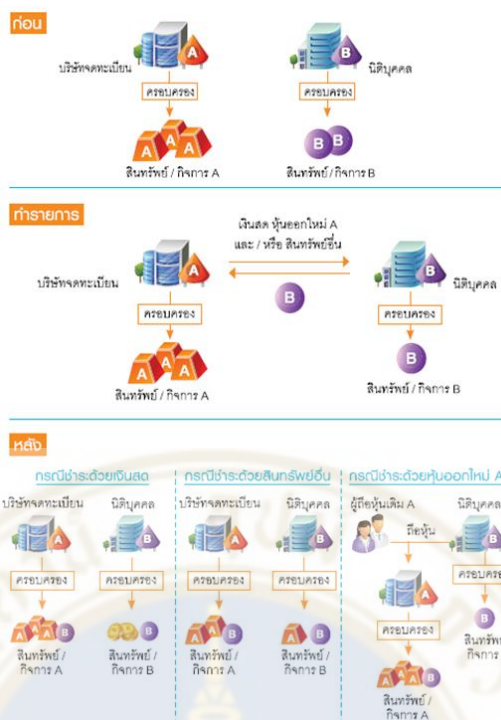 ก่อน
A
B
บริษัทจดทะเบียน
นิติบุคคล
ครอบครอง
ครอบครอง
A A A
B B
สินทรัพย์ / กิจการ A
สินทรัพย์ / กิจการ B
ทำรายการ
เงินสด หุ้นออกใหม่ A
และ / หรือ สินทรัพย์อื่น
A
B
บริษัทจดทะเบียน
นิติบุคคล
B
ครอบครอง
ครอบครอง
A A A
B
สินทรัพย์ / กิจการ A
สินทรัพย์ / กิจการ B
หลัง
กรณีชำระด้วยเงินสด
กรณีชำระด้วยสินทรัพย์อื่น
กรณีชำระด้วยหุ้นออกใหม่ A
บริษัทจดทะเบียน
นิติบุคคล
บริษัทจดทะเบียน
นิติบุคคล
ผู้ถือหุ้นเดิม A
นิติบุคคล
A
B
A
B
ถือหุ้น
B
ครอบครอง
ครอบครอง
ครอบครอง
ครอบครอง
A
ครอบครอง
A A B
B
A A B
A B
B
สินทรัพย์ /
กิจการ A
สินทรัพย์ /
กิจการ B
สินทรัพย์ /
กิจการ A
สินทรัพย์ /
กิจการ B
ครอบครอง
กิจการ
A A A B
สินทรัพย์ /
กิจการ A